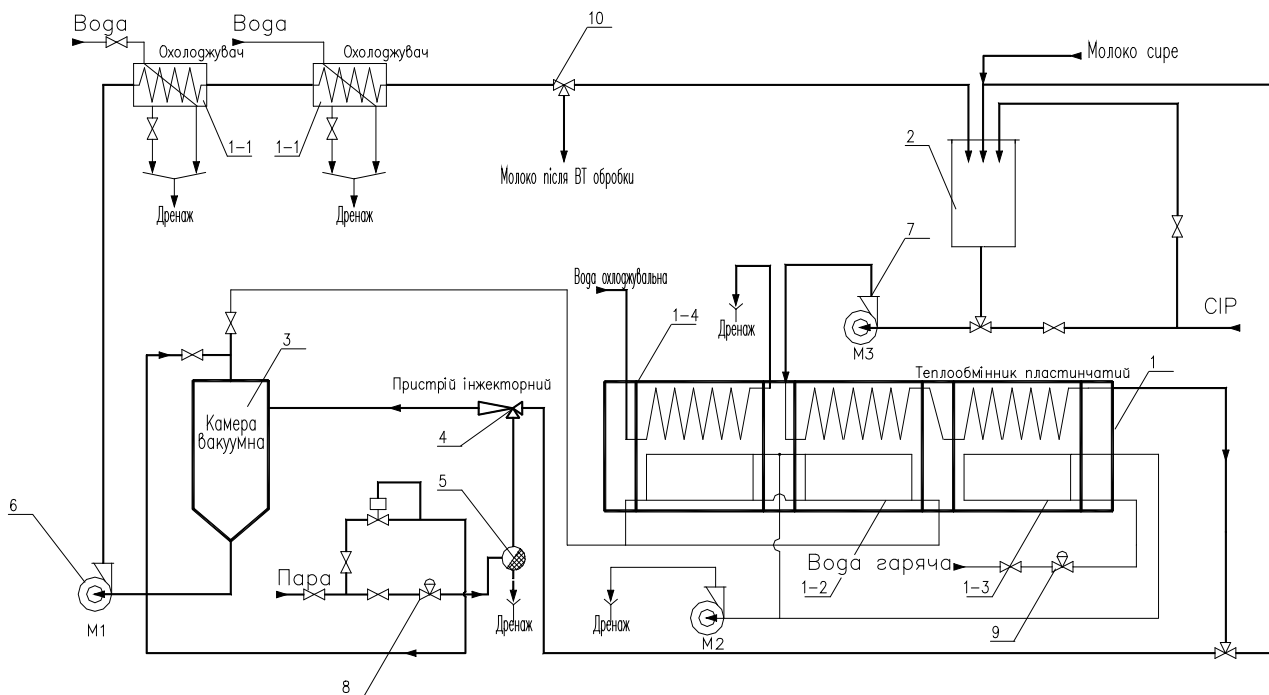 10
Вода
Вода
Охолоджувач
Охолоджувач
Молоко сире
2
1-1
1-1
Молоко після ВТ обробки
Дренаж
Дренаж
7
Вода охлоджувальна
1-4
Дренаж
СІР
М3
3
Пристрій інжекторний
Теплообмінник пластинчатий
1
Камера
вакуумна
4
5
6
Вода гаряча
Пара
1-2
1-3
9
М1
Дренаж
Дренаж
М2
8